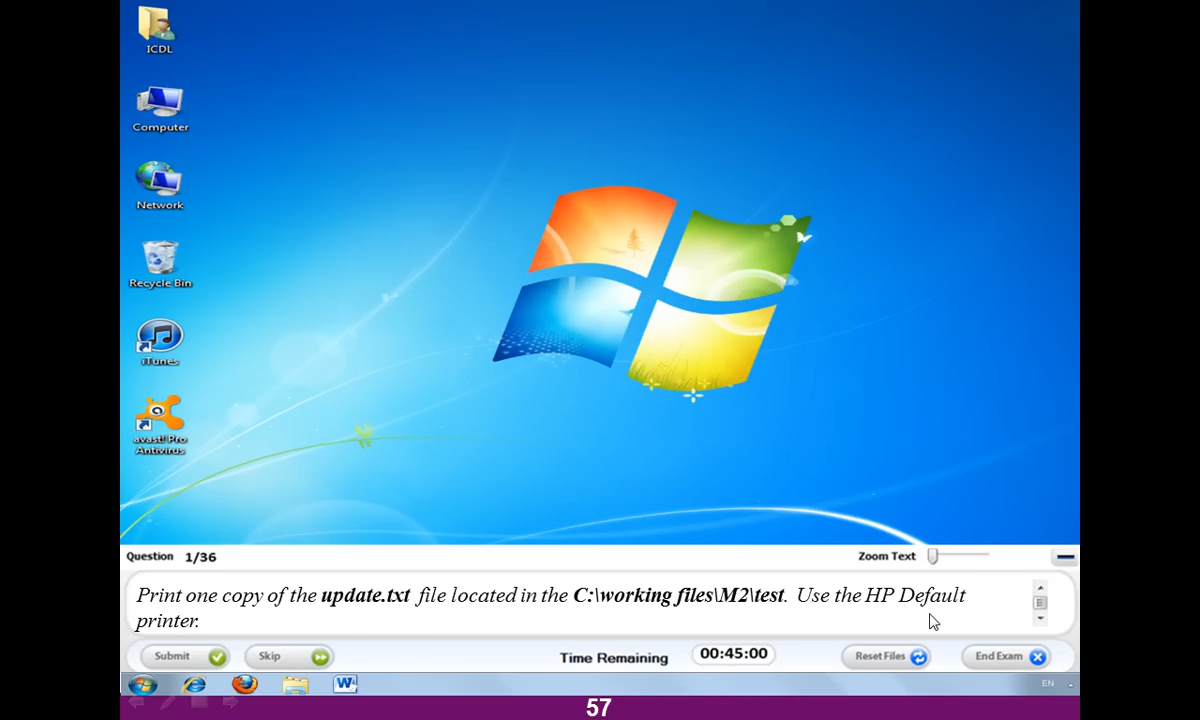 ICDL
Computer
Network
Recycle Bin
iTunes
avast! Pro
Antivirus
Question 1/36
Zoom Text
Print one copy of the update.txt file located in the C:\working files\M2\test. Use the HP Default
printer.
Submit
Skip
Time Remaining 00:45:00
Reset Files
End Exam
W
EN
57